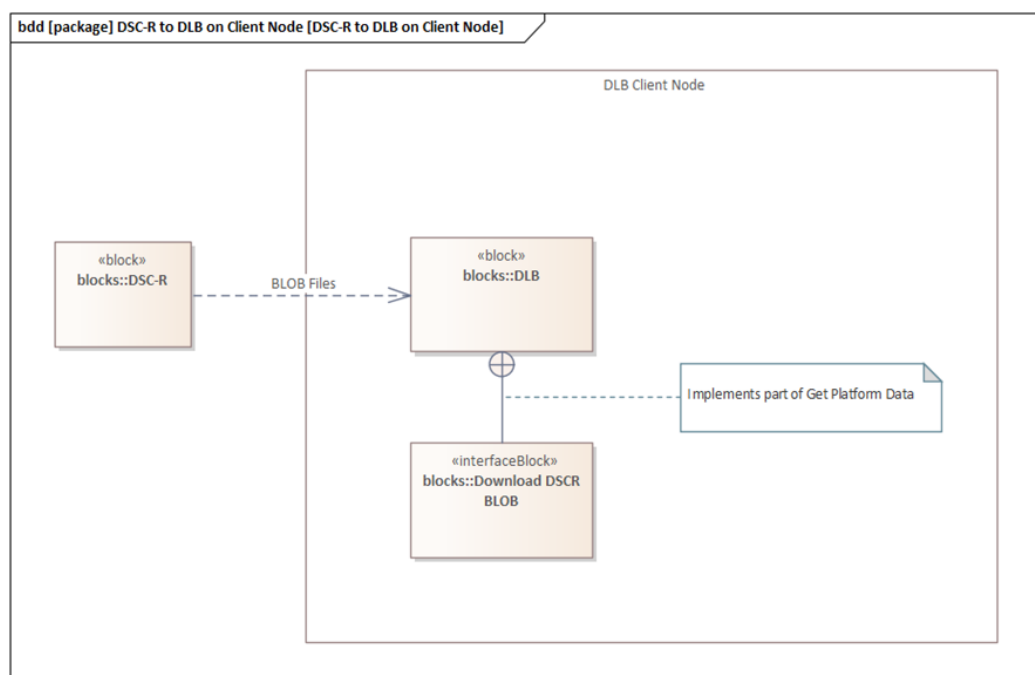 bdd [package] DSC-R to DLB on Client Node [DSC-R to DLB on Client Node]
DLB Client Node
«block»
blocks::DSC-R
BLOB Files
«block»
blocks::DLB
Implements part of Get Platform Data
«interfaceBlock»
blocks::Download DSCR
BLOB